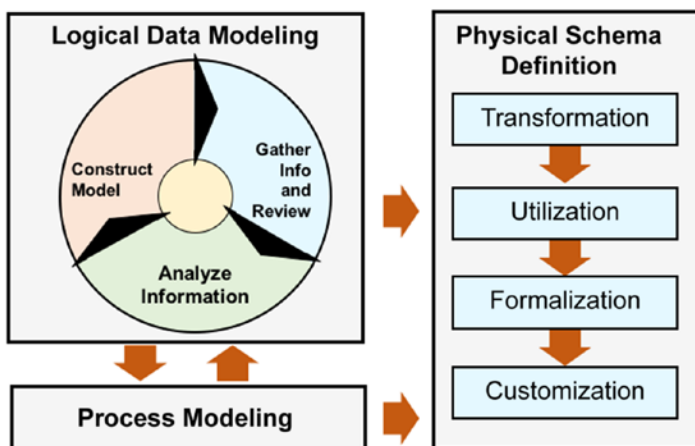 Logical Data Modeling
Construct
Model
Gather
Info
and
Review
Analyze
Information
Process Modeling
Physical Schema
Definition
Transformation
Utilization
Formalization
Customization